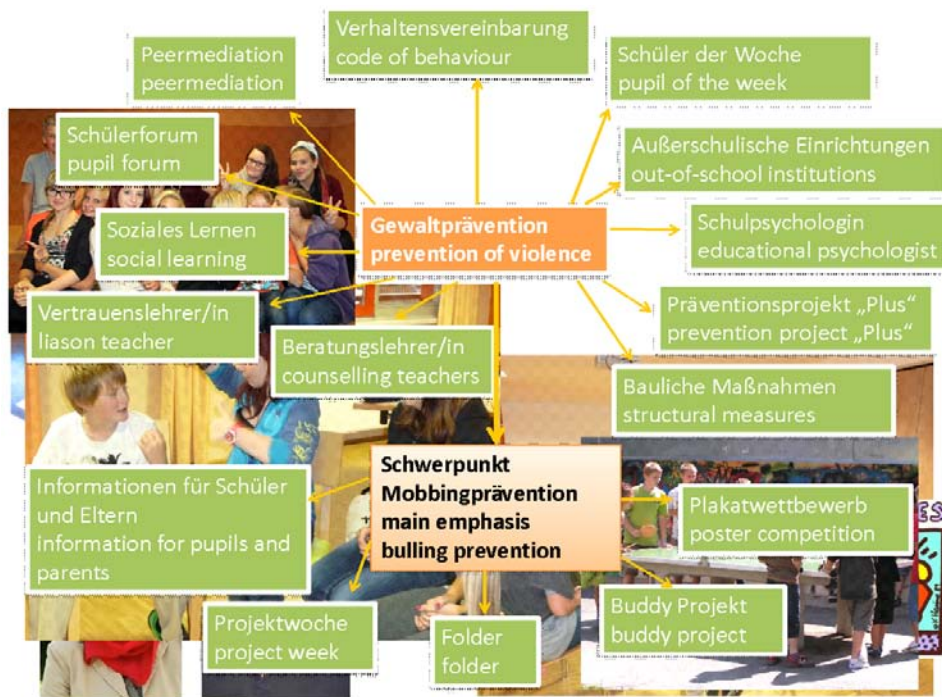 Verhaltensvereinbarung
code of behaviour
Peermediation
peermediation
Schüler der Woche
pupil of the week
Schülerforum
pupil forum
Außerschulische Einrichtungen
out-of-school institutions
Gewaltprävention
prevention of violence
Soziales Lernen
social learning
Schulpsychologin
educational psychologist
Vertrauenslehrer/in
liason teacher
Präventionsprojekt „Plus“
prevention project „Plus“
Beratungslehrer/in
counselling teachers
Bauliche Maßnahmen
structural measures
Schwerpunkt
Mobbingprävention
main emphasis
bulling prevention
Informationen für Schüler
und Eltern
information for pupils and
parents
Plakatwettbewerb
poster competition
ES
Projektwoche
project week
Folder
folder
Buddy Projekt
buddy project